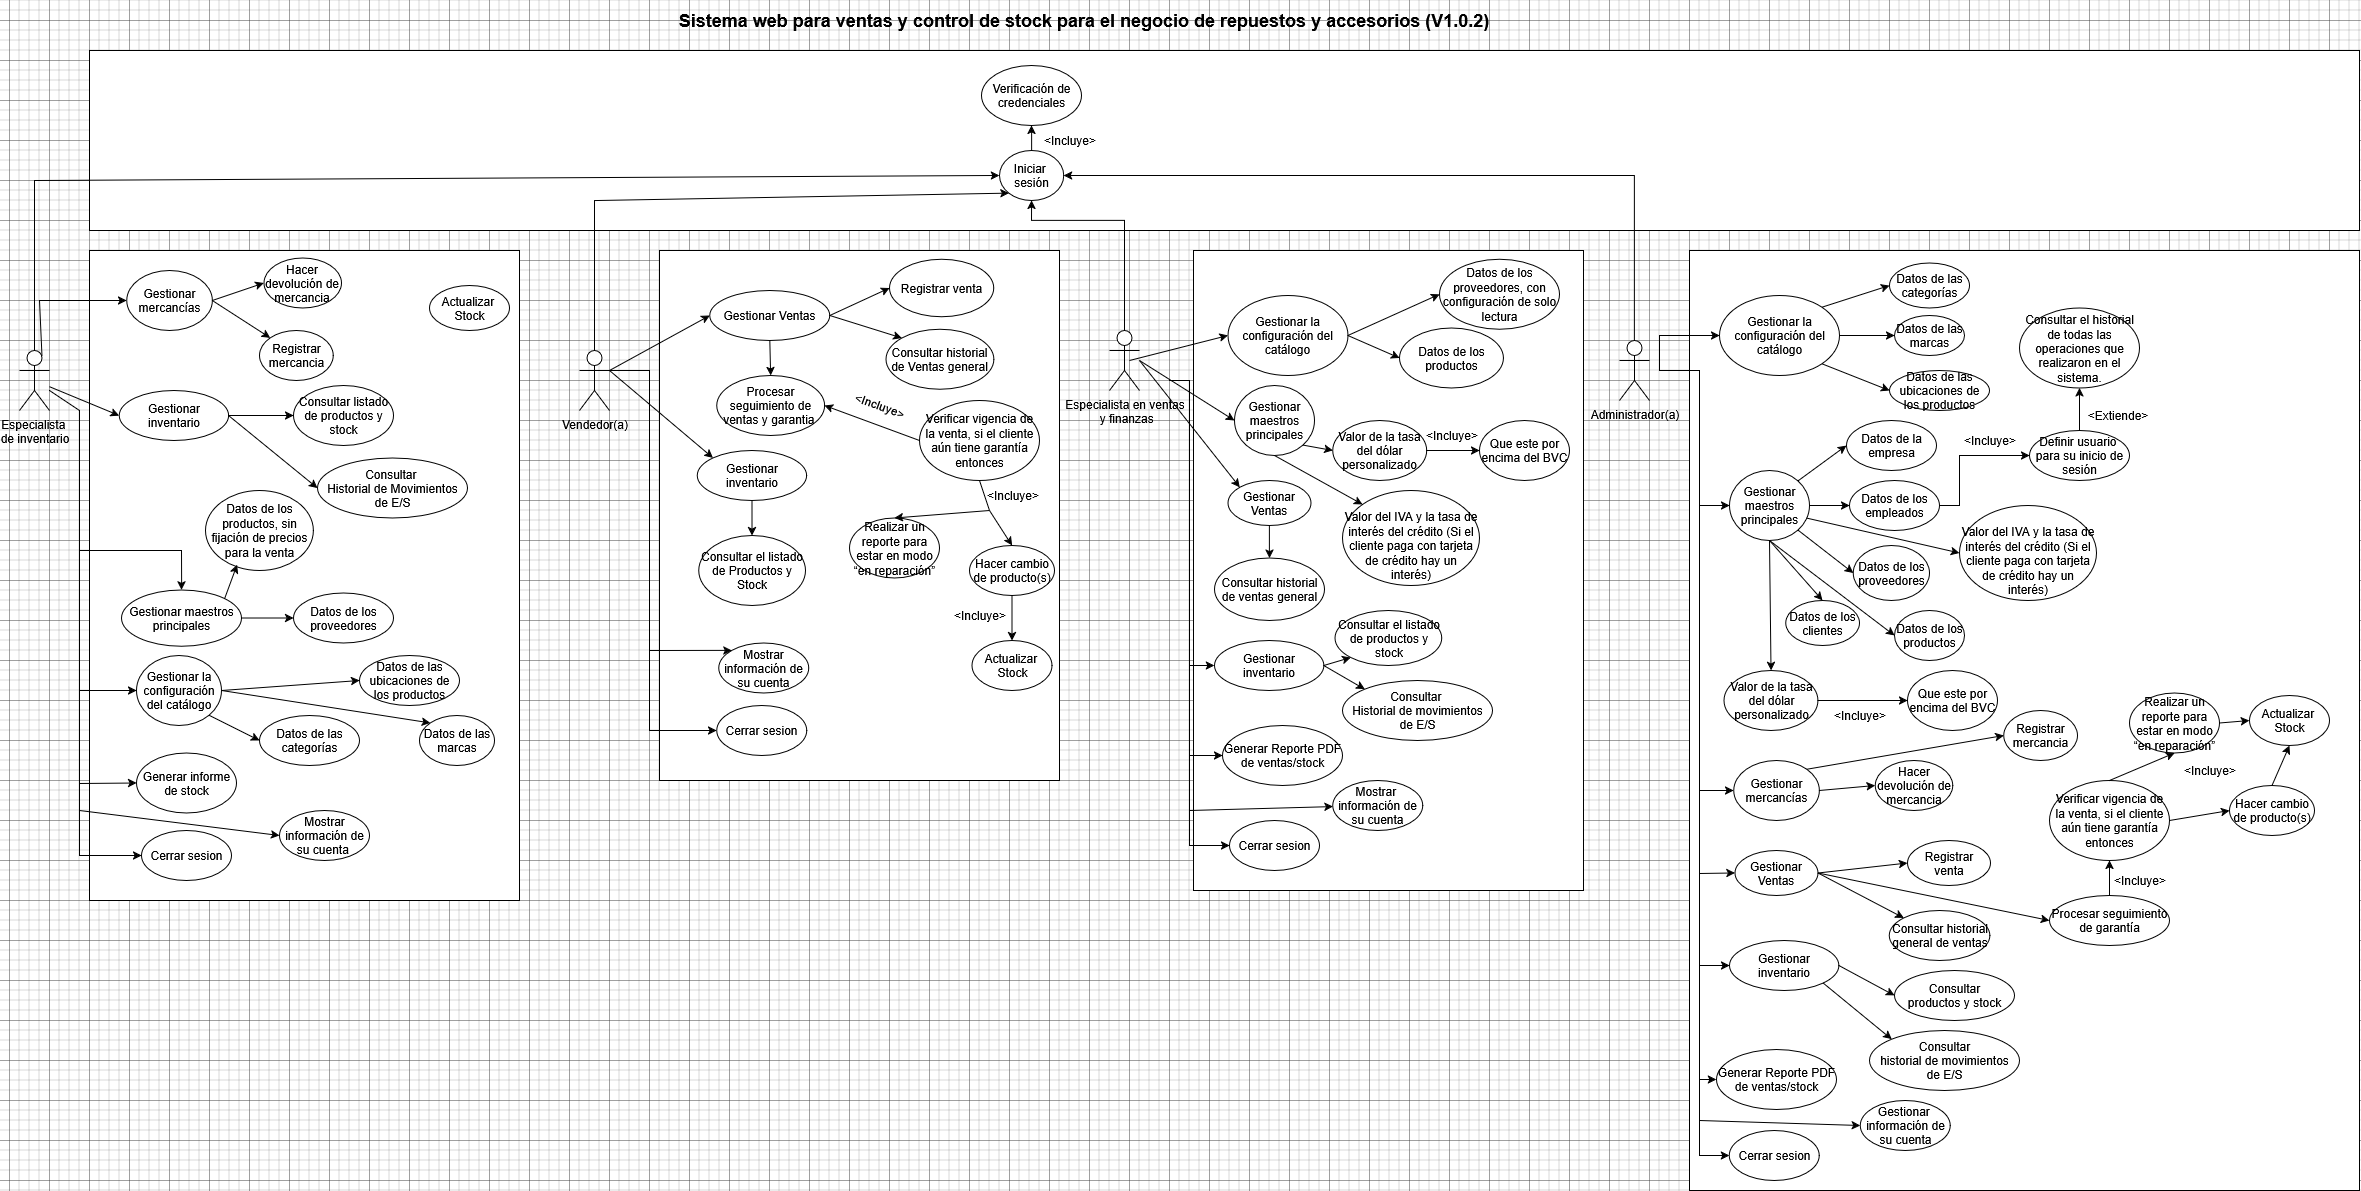 Sistema web para ventas y control de stock para el negocio de repuestos y accesorios (V1.0.2)
Verificación de
credenciales
<Incluye>
Iniciar
sesión
Especialista
de inventario
Gestionar
mercancías
Hacer
devolución de
mercancia
Registrar
mercancia
Actualizar
Stock
Gestionar
inventario
Consultar listado
de productos y
stock
Consultar
Historial de Movimientos
de E/S
Datos de los
productos, sin
fijación de precios
para la venta
Gestionar maestros
principales
Datos de los
proveedores
Gestionar la
configuración
del catálogo
Datos de las
ubicaciones de
los productos
Datos de las
categorías
Datos de las
marcas
Generar informe
de stock
Mostrar
información de
su cuenta
Cerrar sesion
Vendedor(a)
Gestionar Ventas
Registrar venta
Consultar historial
de Ventas general
Procesar
seguimiento de
ventas y garantia
<Incluye>
Verificar vigencia de
la venta, si el cliente
aún tiene garantía
entonces
Gestionar
inventario
<Incluye>
Realizar un
reporte para
estar en modo
“en reparación”
Hacer cambio
de producto(s)
Consultar el listado
de Productos y
Stock
<Incluye>
Actualizar
Stock
Mostrar
información de
su cuenta
Cerrar sesion
Especialista en ventas
y finanzas
Gestionar la
configuración del
catálogo
Datos de los
proveedores, con
configuración de solo
lectura
Datos de los
productos
Gestionar
maestros
principales
Valor de la tasa
del dólar
personalizado
<Incluye>
Que este por
encima del BVC
Valor del IVA y la tasa de
interés del crédito (Si el
cliente paga con tarjeta
de crédito hay un
interés)
Gestionar
Ventas
Consultar historial
de ventas general
Gestionar
inventario
Consultar el listado
de productos y
stock
Consultar
Historial de movimientos
de E/S
Generar Reporte PDF
de ventas/stock
Mostrar
información de
su cuenta
Cerrar sesion
Administrador(a)
Gestionar la
configuración del
catálogo
Datos de las
categorías
Datos de las
marcas
Datos de las
ubicaciones de
los productos
Consultar el historial
de todas las
operaciones que
realizaron en el
sistema.
<Extiende>
Definir usuario
para su inicio de
sesión
<Incluye>
Gestionar
maestros
principales
Datos de la
empresa
Datos de los
empleados
Valor del IVA y la tasa de
interés del crédito (Si el
cliente paga con tarjeta
de crédito hay un
interés)
Datos de los
proveedores
Datos de los
clientes
Datos de los
productos
Valor de la tasa
del dólar
personalizado
<Incluye>
Que este por
encima del BVC
Gestionar
mercancías
Registrar
mercancia
Hacer
devolución de
mercancia
Realizar un
reporte para
estar en modo
“en reparación”
Actualizar
Stock
<Incluye>
Verificar vigencia de
la venta, si el cliente
aún tiene garantía
entonces
Hacer cambio
de producto(s)
<Incluye>
Gestionar
Ventas
Registrar
venta
Procesar seguimiento
de garantía
Consultar historial
general de ventas
Gestionar
inventario
Consultar
productos y stock
Consultar
historial de movimientos
de E/S
Generar Reporte PDF
de ventas/stock
Gestionar
información de
su cuenta
Cerrar sesion